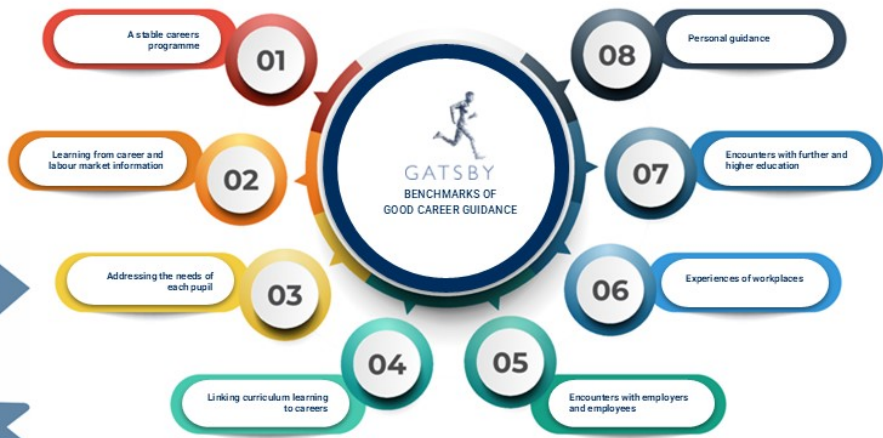 A stable careers
programme
01
Learning from career and
labour market information
02
Addressing the needs of
each pupil
03
Linking curriculum learning
to careers
04
GATSBY
BENCHMARKS OF
GOOD CAREER GUIDANCE
05
Encounters with employers
and employees
06
Experiences of workplaces
07
Encounters with further and
higher education
08
Personal guidance